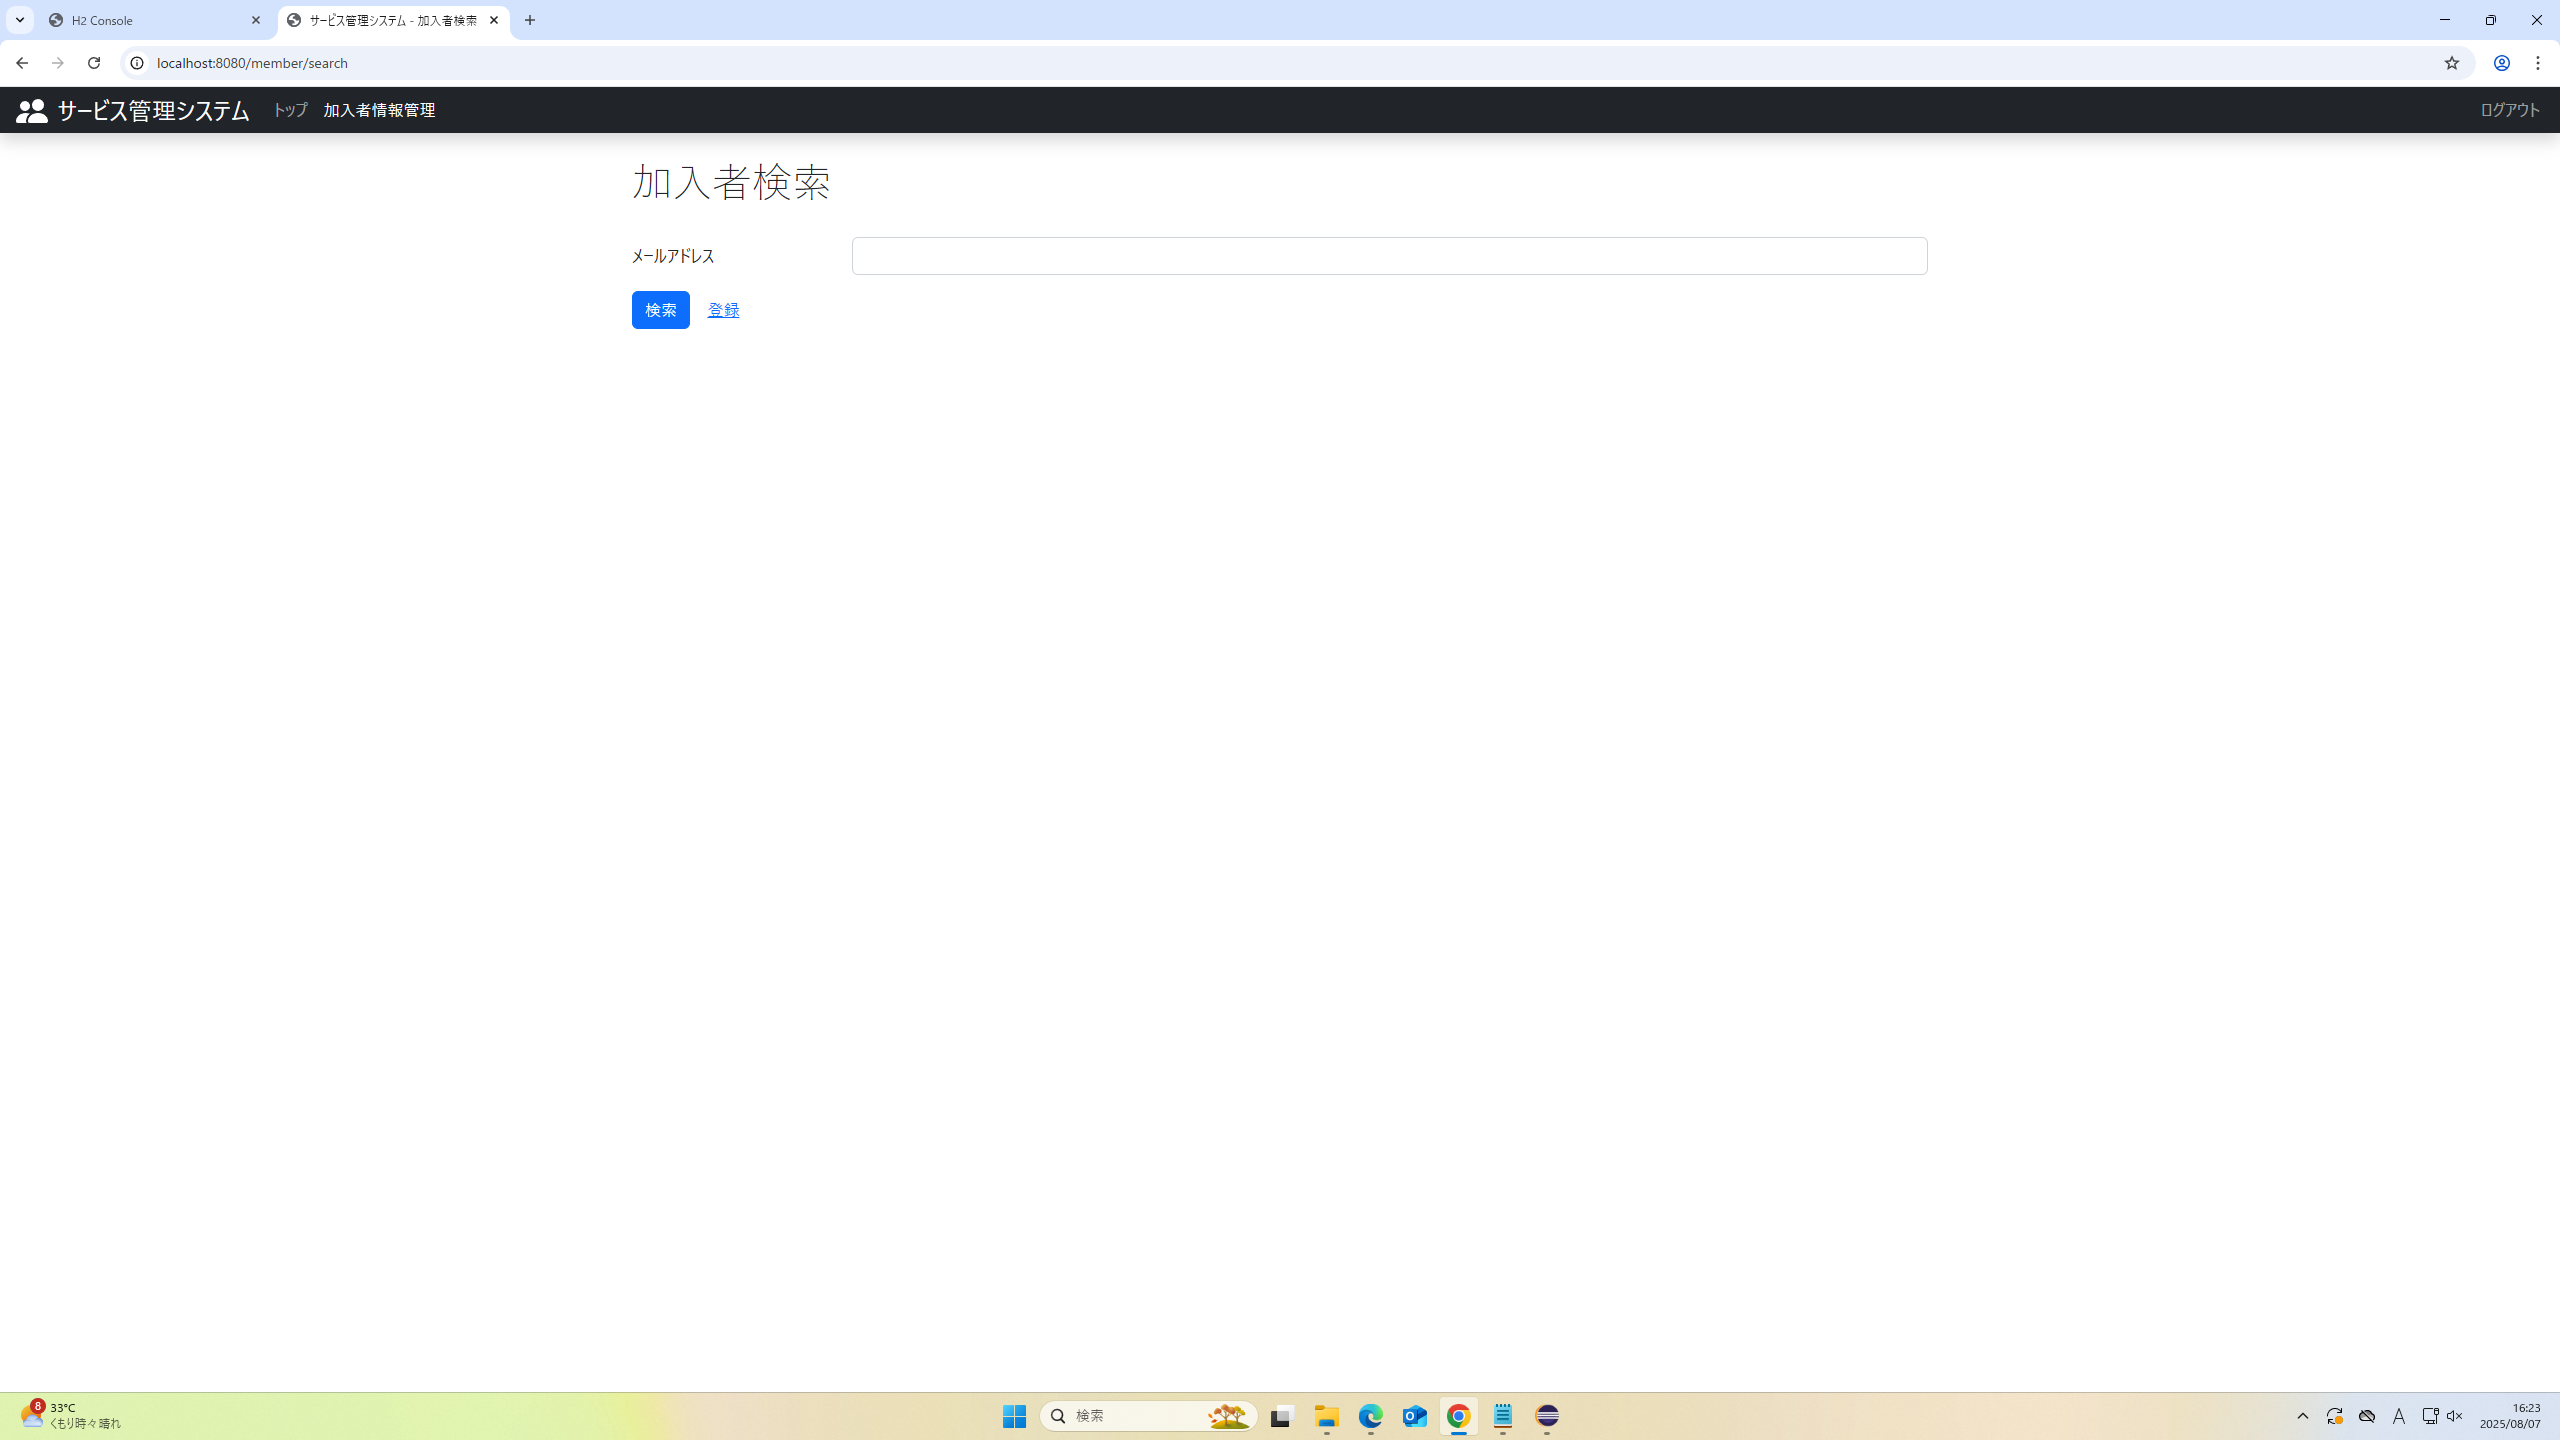 H2 Console
サービス管理システム - 加入者検索
localhost:8080/member/search
サービス管理システム トップ 加入者情報管理 ログアウト
加入者検索
メールアドレス
検索 登録
8
33°C
くもり時々晴れ
検索
A
16:23
2025/08/07